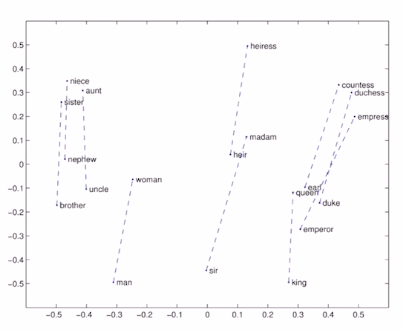 0.5
0.4
0.3
0.2
0.1
0
−0.1
−0.2
−0.3
−0.4
−0.5
heiress
niece
aunt
sister
countess
duchess
empress
madam
heir
nephew
woman
uncle
earl
queen
brother
duke
emperor
sir
man
king
−0.5 −0.4 −0.3 −0.2 −0.1 0 0.1 0.2 0.3 0.4 0.5